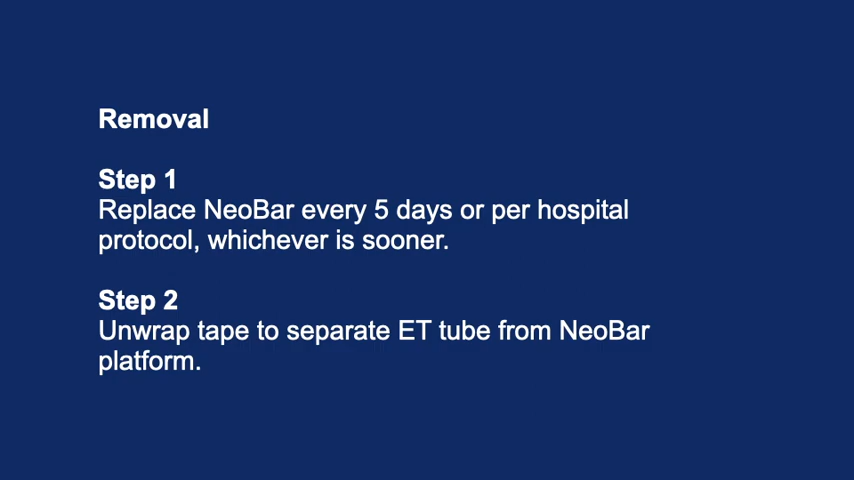 Removal
Step 1
Replace NeoBar every 5 days or per hospital
protocol, whichever is sooner.
Step 2
Unwrap tape to separate ET tube from NeoBar
platform.